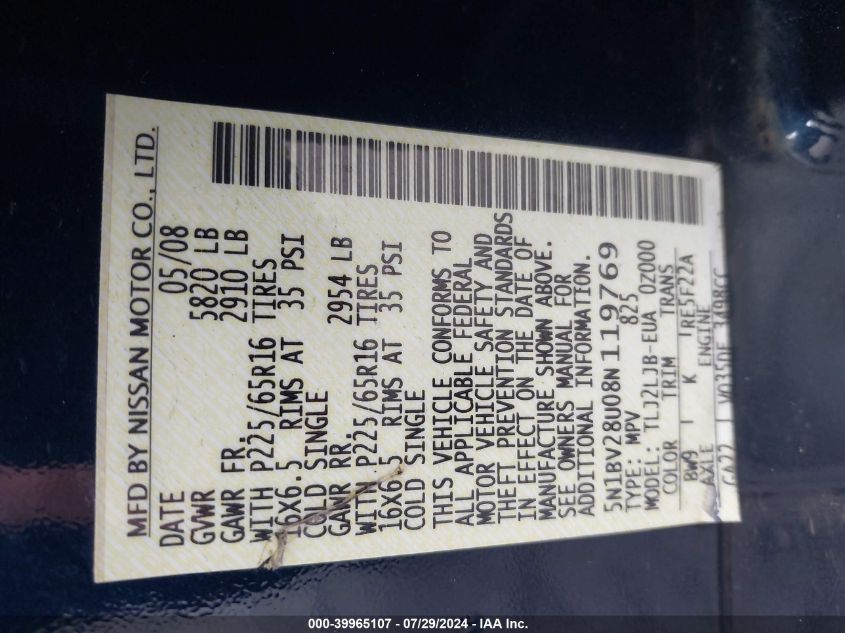 MFD BY NISSAN MOTOR CO., LTD.
DATE 05/08
GVWR 5820 LB
GAWR FR. 2910 LB
WITH P225/65R16 TIRES
16X6.5 RIMS AT 35 PSI
COLD SINGLE
GAWR RR. 2954 LB
WITH P225/65R16 TIRES
16X6.5 RIMS AT 35 PSI
COLD SINGLE
THIS VEHICLE CONFORMS TO
ALL APPLICABLE FEDERAL
MOTOR VEHICLE SAFETY AND
THEFT PREVENTION STANDARDS
IN EFFECT ON THE DATE OF
MANUFACTURE SHOWN ABOVE.
SEE OWNERS MANUAL FOR
ADDITIONAL INFORMATION.
5N1BV28U08N119769
TYPE: MPV 825
MODEL: TLJ2LJB-EUA 0Z000
COLOR TRIM TRANS
BW9 K RE5F22A
AXLE ENGINE
GA22 VQ35DE 3498CC
000-39965107 / 07/29/2024 - IAA Inc.